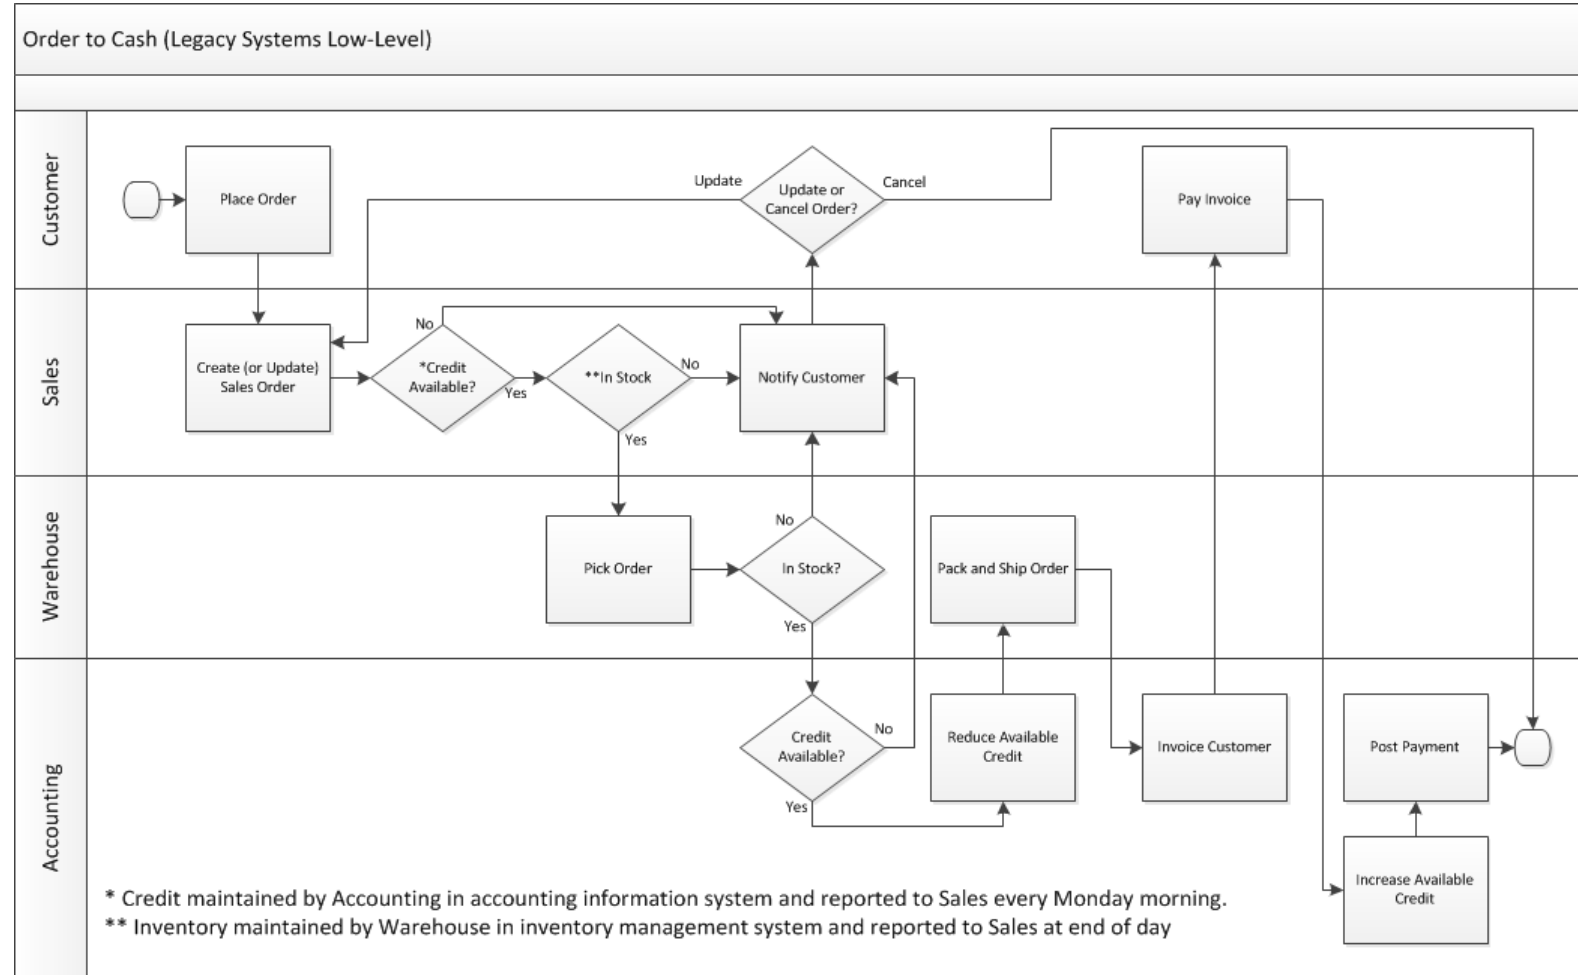 Order to Cash (Legacy Systems Low-Level)
Customer
Place Order
Update
Update or
Cancel Order?
Cancel
Pay Invoice
Sales
Create (or Update)
Sales Order
No
*Credit
Available?
Yes
**In Stock
No
Yes
Notify Customer
Warehouse
Pick Order
No
In Stock?
Yes
Pack and Ship Order
Accounting
Credit
Available?
No
Yes
Reduce Available
Credit
Invoice Customer
Post Payment
Increase Available
Credit
* Credit maintained by Accounting in accounting information system and reported to Sales every Monday morning.
** Inventory maintained by Warehouse in inventory management system and reported to Sales at end of day